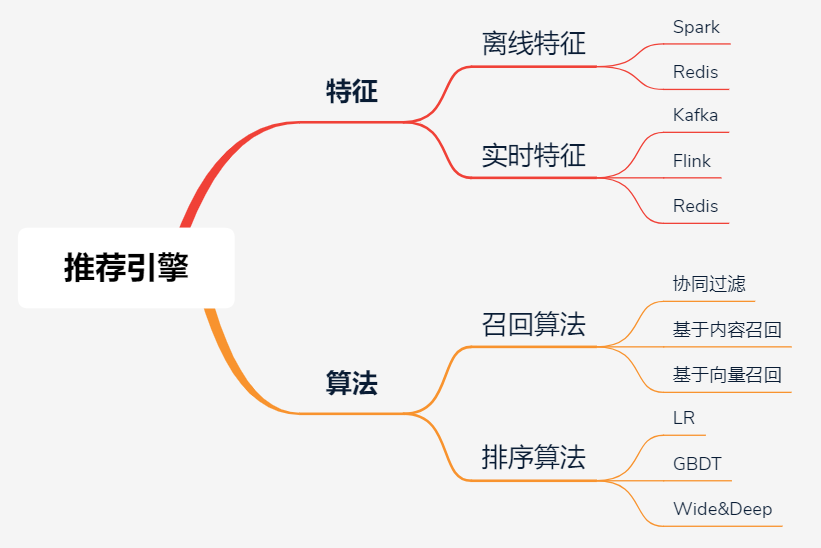 推荐引擎
特征
离线特征
Spark
Redis
实时特征
Kafka
Flink
Redis
算法
召回算法
协同过滤
基于内容召回
基于向量召回
排序算法
LR
GBDT
Wide&Deep